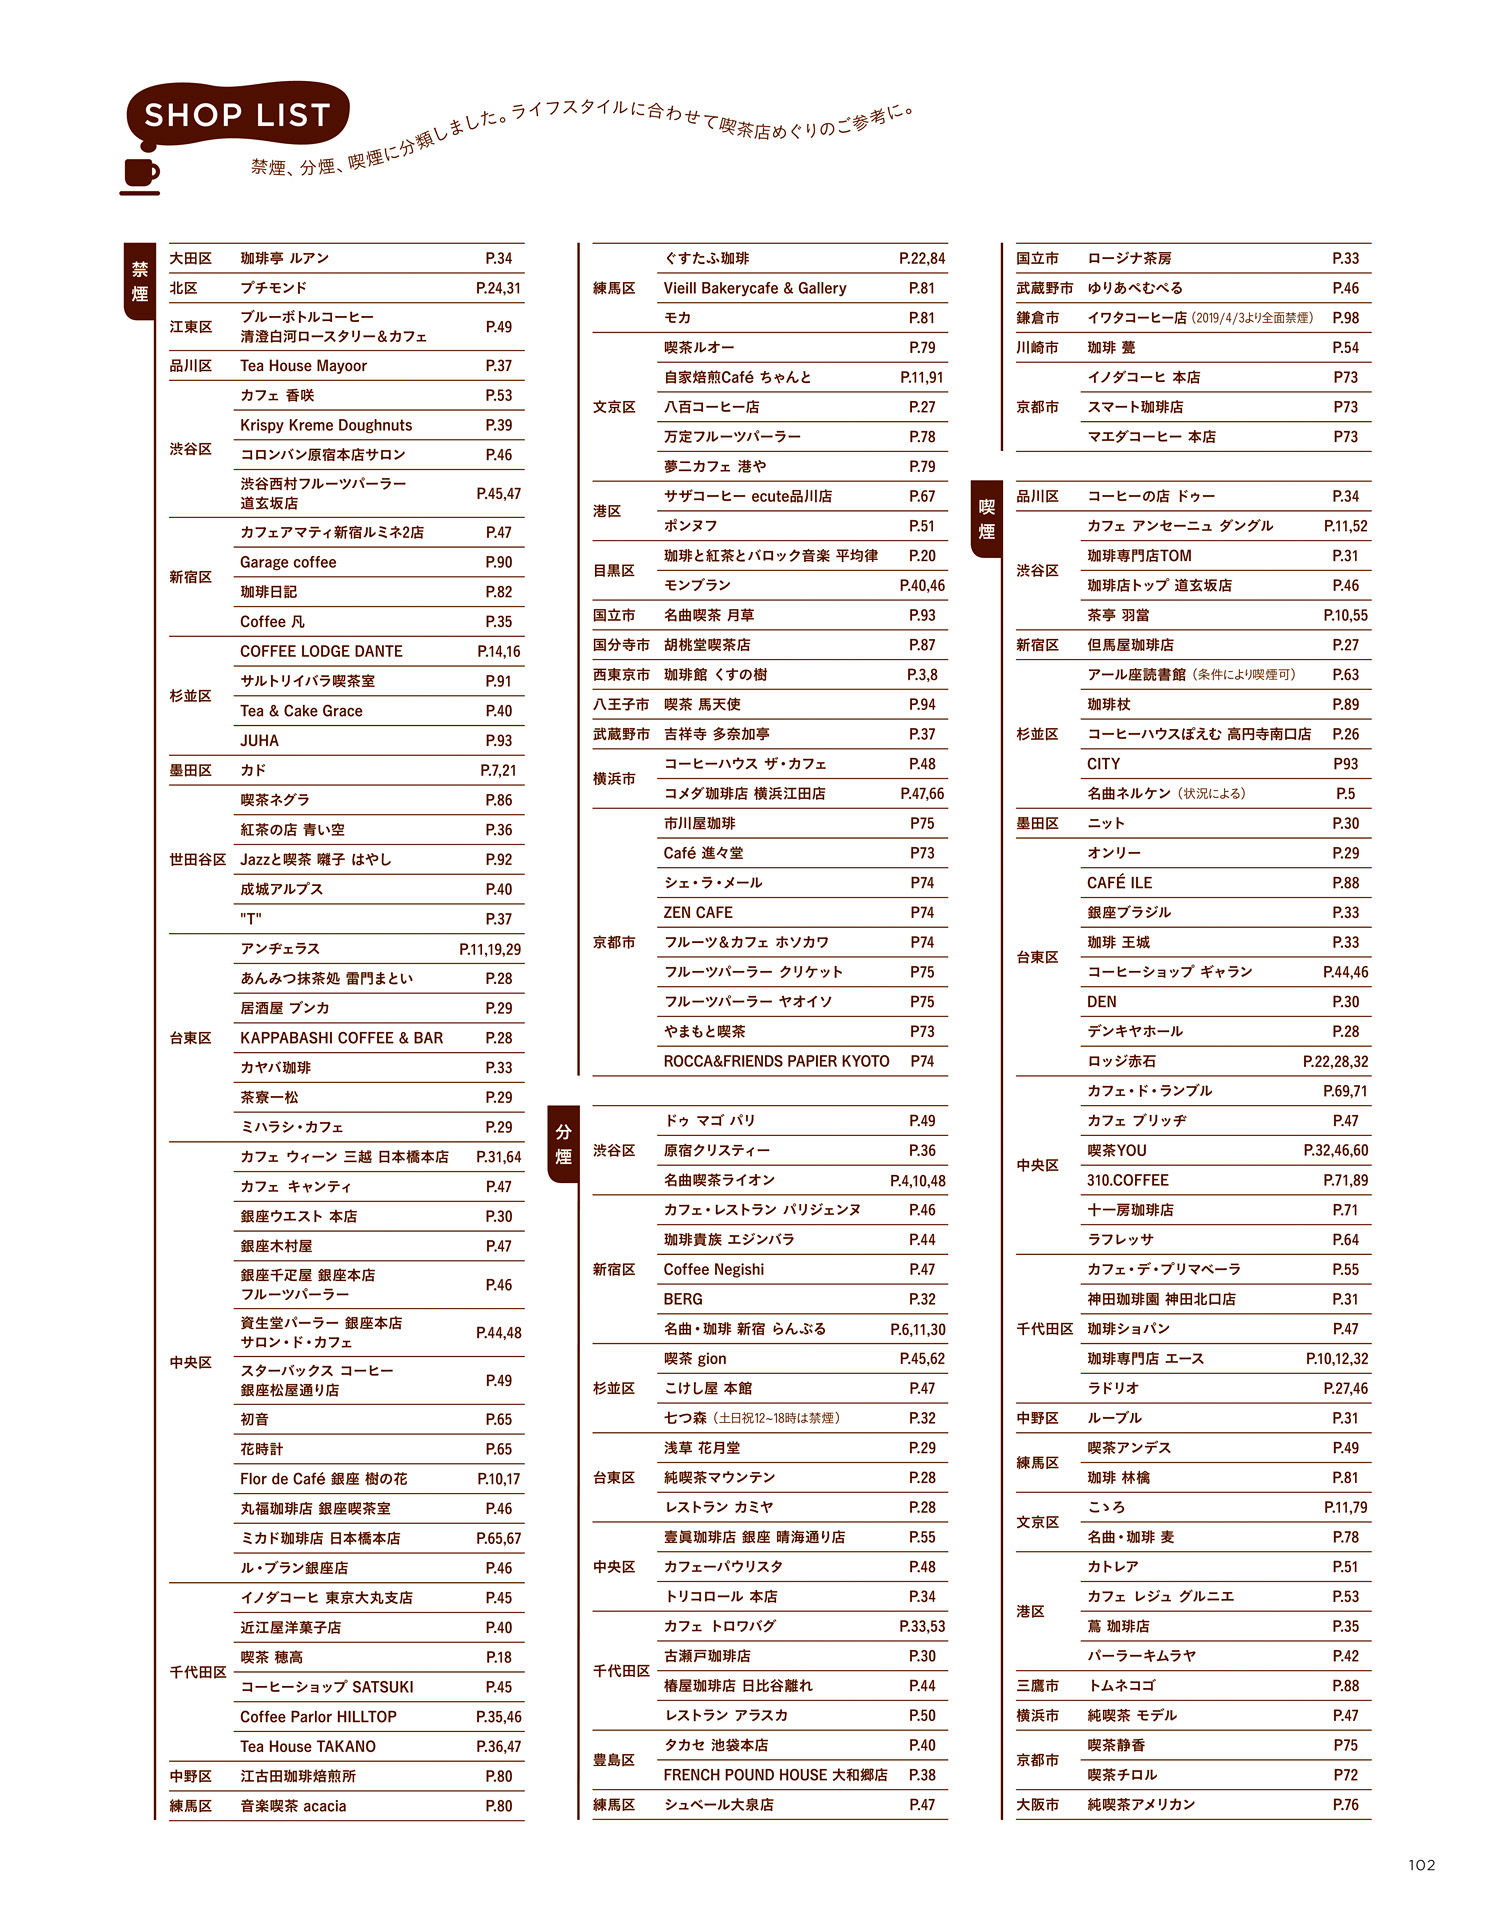 SHOP LIST
禁煙、分煙、喫煙に分類しました。ライフスタイルに合わせて喫茶店めぐりのご参考に。
禁煙
大田区 珈琲亭 ルアン P.34
北区 プチモンド P.24,31
江東区 ブルーボトルコーヒー
清澄白河ロースタリー＆カフェ P.49
品川区 Tea House Mayoor P.37
渋谷区 カフェ 香咲 P.53
Krispy Kreme Doughnuts P.39
コロンバン原宿本店サロン P.46
渋谷西村フルーツパーラー
道玄坂店 P.45,47
新宿区 カフェアマティ新宿ルミネ2店 P.47
Garage coffee P.90
珈琲日記 P.82
Coffee 凡 P.35
杉並区 COFFEE LODGE DANTE P.14,16
サルトリイバラ喫茶室 P.91
Tea & Cake Grace P.40
JUHA P.93
墨田区 カド P.7,21
世田谷区 喫茶ネグラ P.86
紅茶の店 青い空 P.36
Jazzと喫茶 囃子 はやし P.92
成城アルプス P.40
"T" P.37
台東区 アンヂェラス P.11,19,29
あんみつ抹茶処 雷門まとい P.28
居酒屋 ブンカ P.29
KAPPABASHI COFFEE & BAR P.28
カヤバ珈琲 P.33
茶寮一松 P.29
ミハラシ・カフェ P.29
中央区 カフェ ウィーン 三越 日本橋本店 P.31,64
カフェ キャンティ P.47
銀座ウエスト 本店 P.30
銀座木村屋 P.47
銀座千疋屋 銀座本店
フルーツパーラー P.46
資生堂パーラー 銀座本店
サロン・ド・カフェ P.44,48
スターバックス コーヒー
銀座松屋通り店 P.49
初音 P.65
花時計 P.65
Flor de Café 銀座 樹の花 P.10,17
丸福珈琲店 銀座喫茶室 P.46
ミカド珈琲店 日本橋本店 P.65,67
ル・ブラン銀座店 P.46
千代田区 イノダコーヒ 東京大丸支店 P.45
近江屋洋菓子店 P.40
喫茶 穂高 P.18
コーヒーショップ SATSUKI P.45
Coffee Parlor HILLTOP P.35,46
Tea House TAKANO P.36,47
中野区 江古田珈琲焙煎所 P.80
練馬区 音楽喫茶 acacia P.80
練馬区 ぐすたふ珈琲 P.22,84
Vieill Bakerycafe & Gallery P.81
モカ P.81
文京区 喫茶ルオー P.79
自家焙煎Café ちゃんと P.11,91
八百コーヒー店 P.27
万定フルーツパーラー P.78
夢二カフェ 港や P.79
港区 サザコーヒー ecute品川店 P.67
ポンヌフ P.51
目黒区 珈琲と紅茶とバロック音楽 平均律 P.20
モンブラン P.40,46
国立市 名曲喫茶 月草 P.93
国分寺市 胡桃堂喫茶店 P.87
西東京市 珈琲館 くすの樹 P.3,8
八王子市 喫茶 馬天使 P.94
武蔵野市 吉祥寺 多奈加亭 P.37
横浜市 コーヒーハウス ザ・カフェ P.48
コメダ珈琲店 横浜江田店 P.47,66
京都市 市川屋珈琲 P75
Café 進々堂 P73
シェ・ラ・メール P74
ZEN CAFE P74
フルーツ＆カフェ ホソカワ P74
フルーツパーラー クリケット P75
フルーツパーラー ヤオイソ P75
やまもと喫茶 P73
ROCCA&FRIENDS PAPIER KYOTO P74
分煙
渋谷区 ドゥ マゴ パリ P.49
原宿クリスティー P.36
名曲喫茶ライオン P.4,10,48
新宿区 カフェ・レストラン パリジェンヌ P.46
珈琲貴族 エジンバラ P.44
Coffee Negishi P.47
BERG P.32
名曲・珈琲 新宿 らんぶる P.6,11,30
杉並区 喫茶 gion P.45,62
こけし屋 本館 P.47
七つ森（土日祝12~18時は禁煙） P.32
台東区 浅草 花月堂 P.29
純喫茶マウンテン P.28
レストラン カミヤ P.28
中央区 壹眞珈琲店 銀座 晴海通り店 P.55
カフェーパウリスタ P.48
トリコロール 本店 P.34
千代田区 カフェ トロワバグ P.33,53
古瀬戸珈琲店 P.30
椿屋珈琲店 日比谷離れ P.44
レストラン アラスカ P.50
豊島区 タカセ 池袋本店 P.40
FRENCH POUND HOUSE 大和郷店 P.38
練馬区 シュベール大泉店 P.47
国立市 ロージナ茶房 P.33
武蔵野市 ゆりあぺむぺる P.46
鎌倉市 イワタコーヒー店（2019/4/3より全面禁煙） P.98
川崎市 珈琲 甍 P.54
京都市 イノダコーヒ 本店 P73
スマート珈琲店 P73
マエダコーヒー 本店 P73
喫煙
品川区 コーヒーの店 ドゥー P.34
渋谷区 カフェ アンセーニュ ダングル P.11,52
珈琲専門店TOM P.31
珈琲店トップ 道玄坂店 P.46
茶亭 羽當 P.10,55
新宿区 但馬屋珈琲店 P.27
杉並区 アール座読書館（条件により喫煙可） P.63
珈琲杖 P.89
コーヒーハウスぽえむ 高円寺南口店 P.26
CITY P93
名曲ネルケン（状況による） P.5
墨田区 ニット P.30
台東区 オンリー P.29
CAFÉ ILE P.88
銀座ブラジル P.33
珈琲 王城 P.33
コーヒーショップ ギャラン P.44,46
DEN P.30
デンキヤホール P.28
ロッジ赤石 P.22,28,32
中央区 カフェ・ド・ランブル P.69,71
カフェ ブリッヂ P.47
喫茶YOU P.32,46,60
310.COFFEE P.71,89
十一房珈琲店 P.71
ラフレッサ P.64
千代田区 カフェ・デ・プリマベーラ P.55
神田珈琲園 神田北口店 P.31
珈琲ショパン P.47
珈琲専門店 エース P.10,12,32
ラドリオ P.27,46
中野区 ルーブル P.31
練馬区 喫茶アンデス P.49
珈琲 林檎 P.81
文京区 こゝろ P.11,79
名曲・珈琲 麦 P.78
港区 カトレア P.51
カフェ レジュ グルニエ P.53
蔦 珈琲店 P.35
パーラーキムラヤ P.42
三鷹市 トムネコゴ P.88
横浜市 純喫茶 モデル P.47
京都市 喫茶静香 P75
喫茶チロル P72
大阪市 純喫茶アメリカン P.76
102